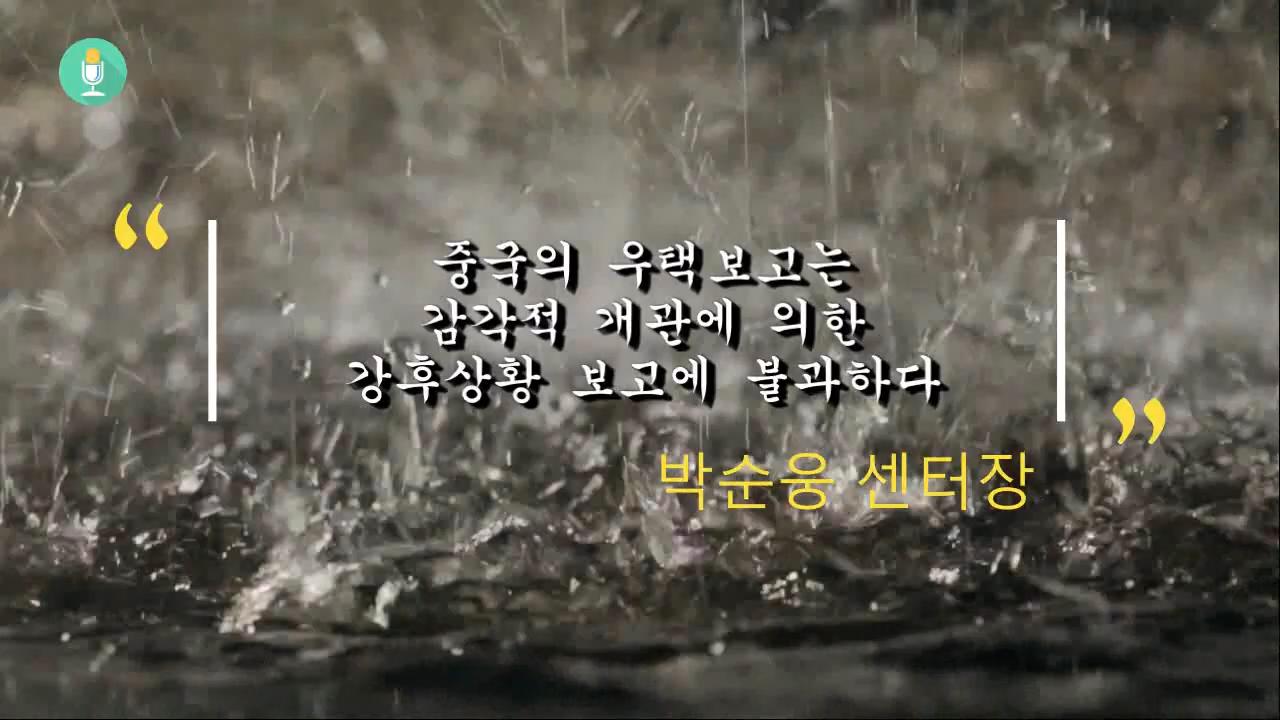 “
중국의 우택보고는
감각적 개관에 의한
강후상황 보고에 불과하다
”
박순웅 센터장